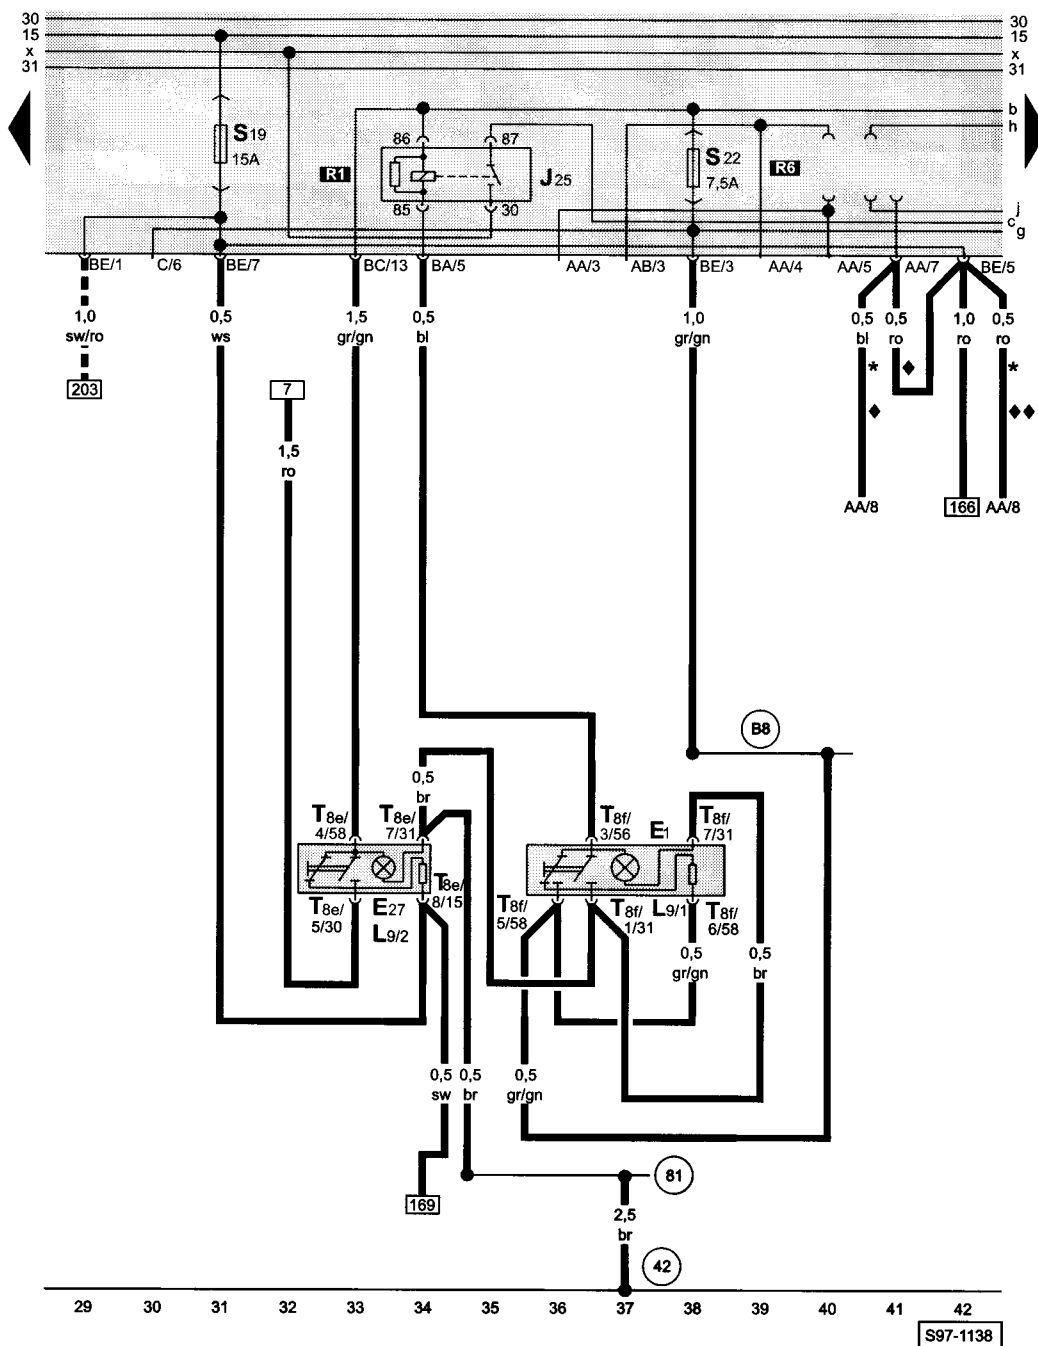 30 30
15 15
x x
31 31
b
86 87 h
S19 S22
15A R1 J25 7,5A R6
85 30 j
c
g
BE/1 C/6 BE/7 BC/13 BA/5 AA/3 AB/3 BE/3 AA/4 AA/5 AA/7 BE/5
1,0 0,5 1,5 0,5 1,0 0,5 0,5 1,0 0,5
sw/ro ws gr/gn bl gr/gn bl ro ro ro
* ♦ *
203 7
♦ ♦♦
1,5
ro
AA/8 166 AA/8
B8
0,5
br
T8e/ T8e/ T8f/ E1 T8f/
4/58 7/31 3/56 7/31
T8e/
8/15
T8e/ E27 T8f/ T8f/ L9/1 T8f/
5/30 L9/2 5/58 1/31 6/58
0,5 0,5
gr/gn br
0,5 0,5 0,5
sw br gr/gn
81
169
2,5
br
42
29 30 31 32 33 34 35 36 37 38 39 40 41 42
S97-1138